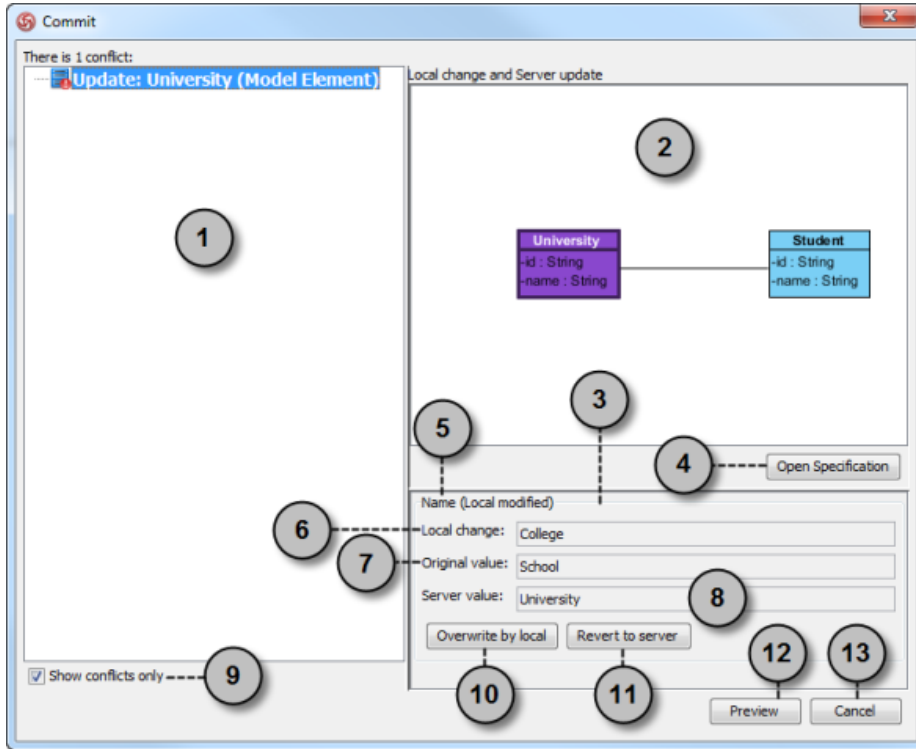 Commit
There is 1 conflict:
Update: University (Model Element)
1
Show conflicts only
9
Local change and Server update
2
University
-id : String
-name : String
Student
-id : String
-name : String
3
5
4
Open Specification
Name (Local modified)
6
Local change:
College
7
Original value:
School
Server value:
University
8
Overwrite by local
Revert to server
10
11
12
13
Preview
Cancel